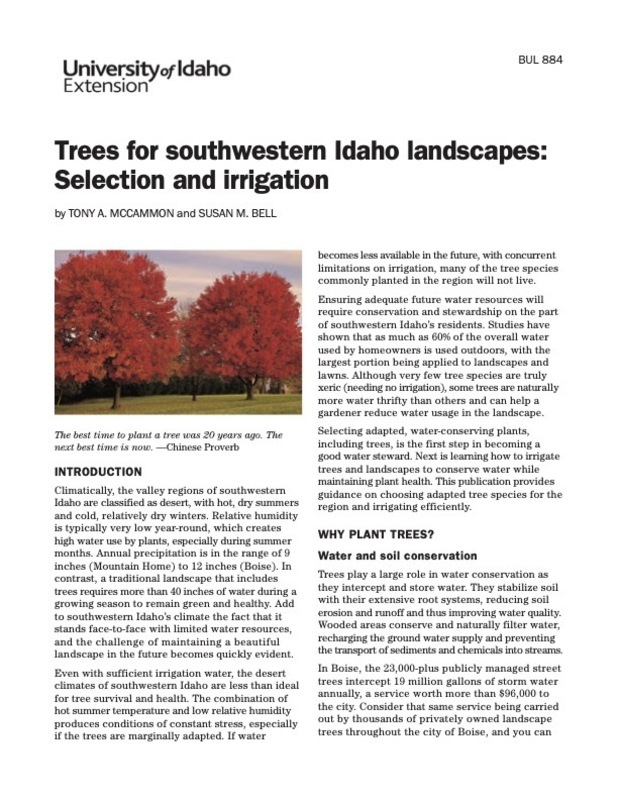 University of Idaho
Extension
BUL 884
Trees for southwestern Idaho landscapes:
Selection and irrigation
by TONY A. MCCAMMON and SUSAN M. BELL
The best time to plant a tree was 20 years ago. The
next best time is now. —Chinese Proverb
INTRODUCTION
Climatically, the valley regions of southwestern
Idaho are classified as desert, with hot, dry summers
and cold, relatively dry winters. Relative humidity
is typically very low year-round, which creates
high water use by plants, especially during summer
months. Annual precipitation is in the range of 9
inches (Mountain Home) to 12 inches (Boise). In
contrast, a traditional landscape that includes
trees requires more than 40 inches of water during a
growing season to remain green and healthy. Add
to southwestern Idaho's climate the fact that it
stands face-to-face with limited water resources,
and the challenge of maintaining a beautiful
landscape in the future becomes quickly evident.
Even with sufficient irrigation water, the desert
climates of southwestern Idaho are less than ideal
for tree survival and health. The combination of
hot summer temperature and low relative humidity
produces conditions of constant stress, especially
if the trees are marginally adapted. If water
becomes less available in the future, with concurrent
limitations on irrigation, many of the tree species
commonly planted in the region will not live.
Ensuring adequate future water resources will
require conservation and stewardship on the part
of southwestern Idaho's residents. Studies have
shown that as much as 60% of the overall water
used by homeowners is used outdoors, with the
largest portion being applied to landscapes and
lawns. Although very few tree species are truly
xeric (needing no irrigation), some trees are naturally
more water thrifty than others and can help a
gardener reduce water usage in the landscape.
Selecting adapted, water-conserving plants,
including trees, is the first step in becoming a
good water steward. Next is learning how to irrigate
trees and landscapes to conserve water while
maintaining plant health. This publication provides
guidance on choosing adapted tree species for the
region and irrigating efficiently.
WHY PLANT TREES?
Water and soil conservation
Trees play a large role in water conservation as
they intercept and store water. They stabilize soil
with their extensive root systems, reducing soil
erosion and runoff and thus improving water quality.
Wooded areas conserve and naturally filter water,
recharging the ground water supply and preventing
the transport of sediments and chemicals into streams.
In Boise, the 23,000-plus publicly managed street
trees intercept 19 million gallons of storm water
annually, a service worth more than $96,000 to
the city. Consider that same service being carried
out by thousands of privately owned landscape
trees throughout the city of Boise, and you can